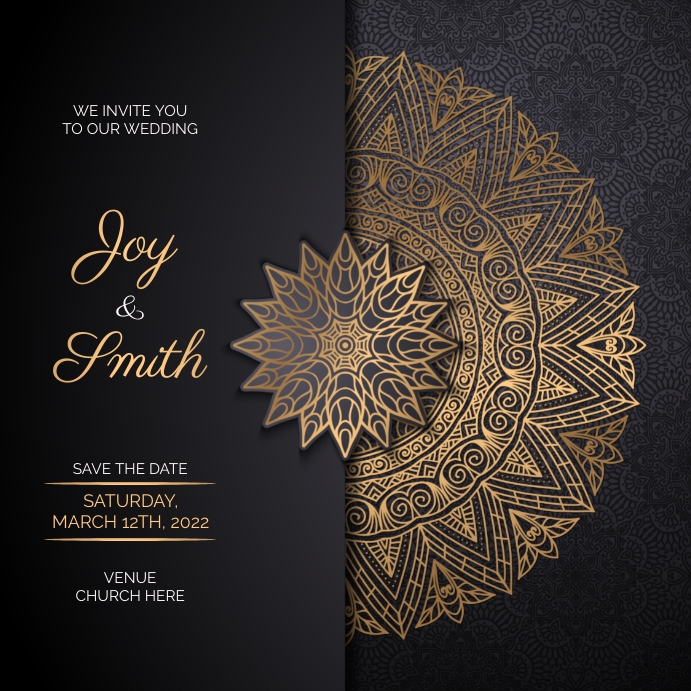 WE INVITE YOU
TO OUR WEDDING
Joy
&
Smith
SAVE THE DATE
SATURDAY,
MARCH 12TH, 2022
VENUE
CHURCH HERE